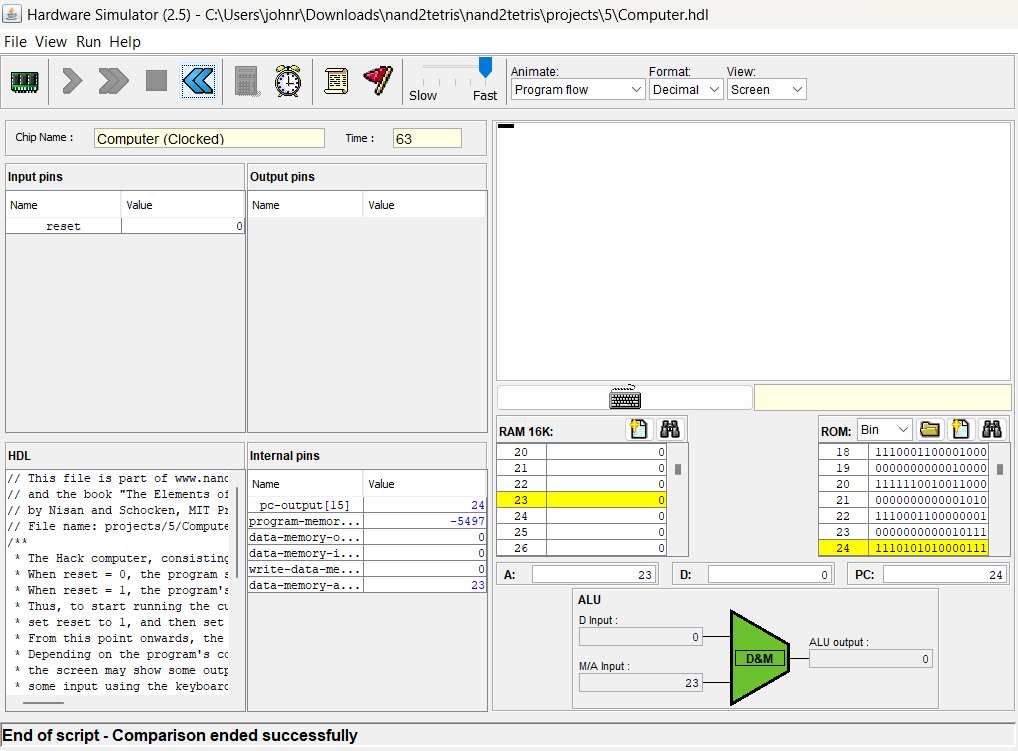 Hardware Simulator (2.5) - C:\Users\johnr\Downloads\nand2tetris\nand2tetris\projects\5\Computer.hdl
File View Run Help
Slow Fast
Animate: Format: View:
Program flow Decimal Screen
Chip Name : Computer (Clocked) Time : 63
Input pins
Name Value
reset 0
Output pins
Name Value
HDL
// This file is part of www.nand
// and the book "The Elements of
// by Nisan and Schocken, MIT Pr
// File name: projects/5/Compute
/**
* The Hack computer, consisting
* When reset = 0, the program s
* When reset = 1, the program's
* Thus, to start running the cu
* set reset to 1, and then set
* From this point onwards, the
* Depending on the program's co
* the screen may show some outp
* some input using the keyboard
Internal pins
Name Value
pc-output[15] 24
program-memor... -5497
data-memory-o... 0
data-memory-i... 0
write-data-me... 0
data-memory-a... 23
RAM 16K:
20 0
21 0
22 0
23 0
24 0
25 0
26 0
ROM: Bin
18 1110001100001000
19 0000000000010000
20 1111110010011000
21 0000000000001010
22 1110001100000001
23 0000000000010111
24 1110101010000111
A: 23 D: 0 PC: 24
ALU
D Input :
0
M/A Input :
23
D&M
ALU output :
0
End of script - Comparison ended successfully